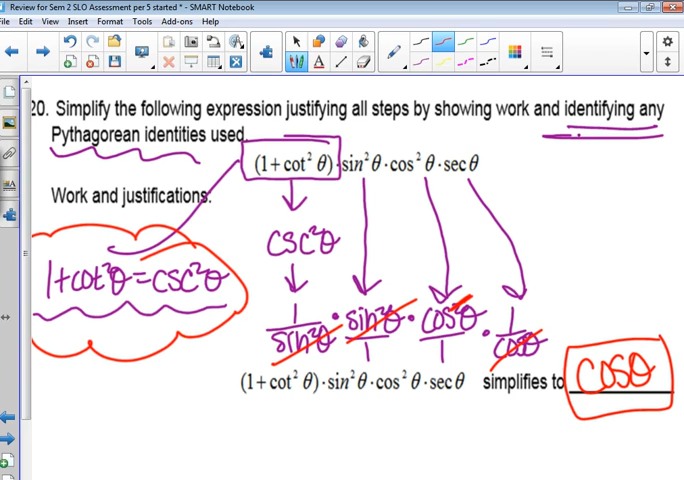 Review for Sem 2 SLO Assessment per 5 started * - SMART Notebook
Edit View Insert Format Tools Add-ons Help
20. Simplify the following expression justifying all steps by showing work and identifying any
Pythagorean identities used.
(1+cot² θ)·sin² θ·cos² θ·sec θ
Work and justifications:
csc²θ
1+cot²θ=csc²θ
1/sin²θ · sin²θ/1 · cos²θ/1 · 1/cosθ
(1+cot² θ)·sin² θ·cos² θ·sec θ simplifies to cosθ